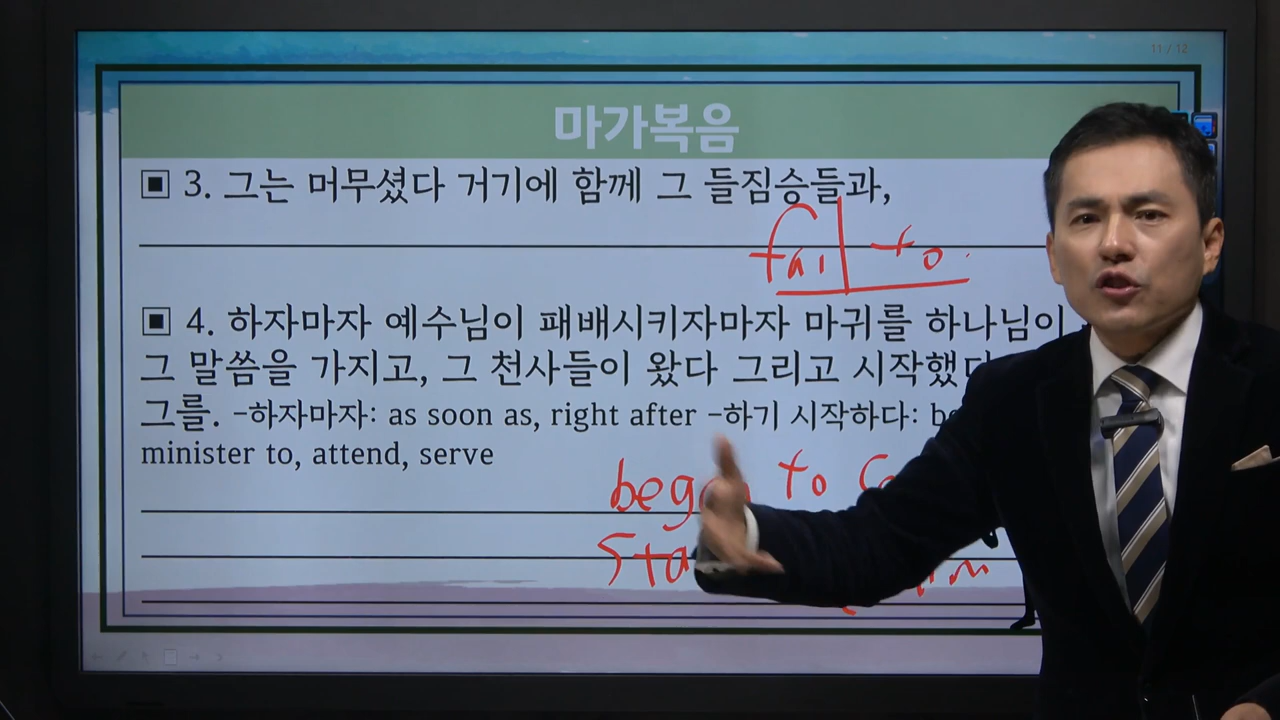 11 / 12
마가복음
▣ 3. 그는 머무셨다 거기에 함께 그 들짐승들과,
fail to
▣ 4. 하자마자 예수님이 패배시키자마자 마귀를 하나님이
그 말씀을 가지고, 그 천사들이 왔다 그리고 시작했다
그를. -하자마자: as soon as, right after -하기 시작하다:
minister to, attend, serve
to